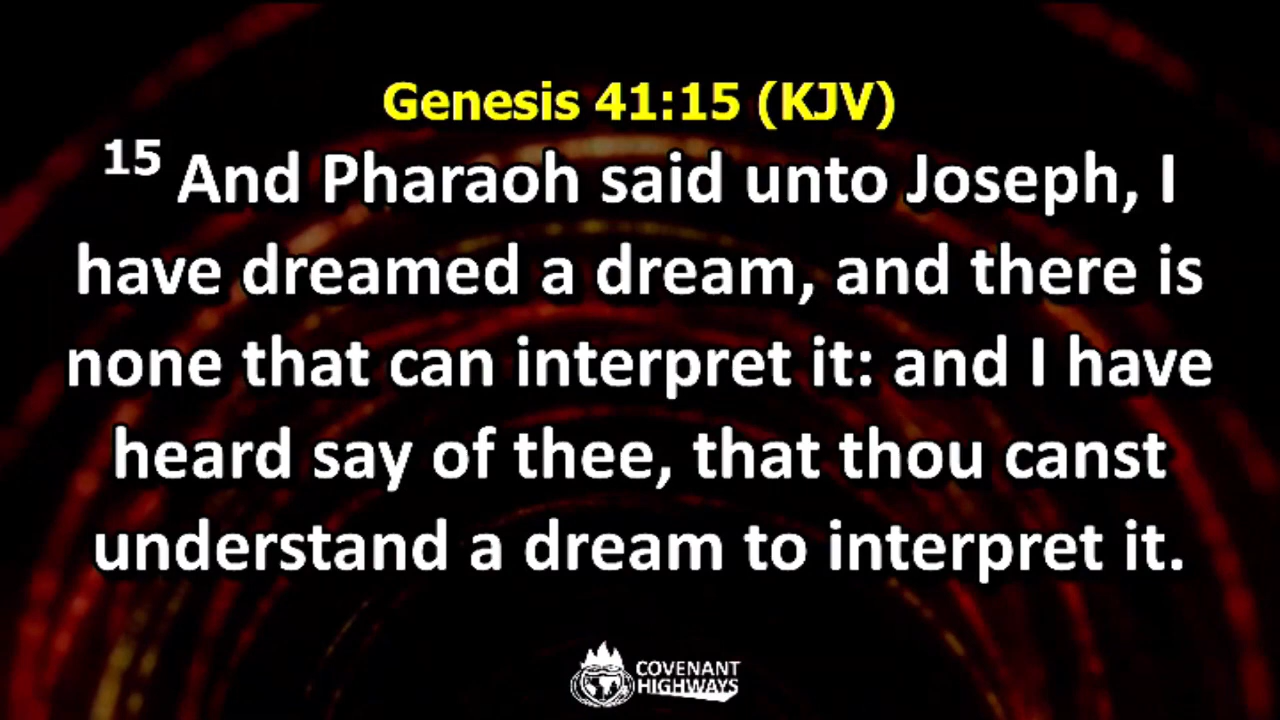 Genesis 41:15 (KJV)
15 And Pharaoh said unto Joseph, I
have dreamed a dream, and there is
none that can interpret it: and I have
heard say of thee, that thou canst
understand a dream to interpret it.
COVENANT
HIGHWAYS